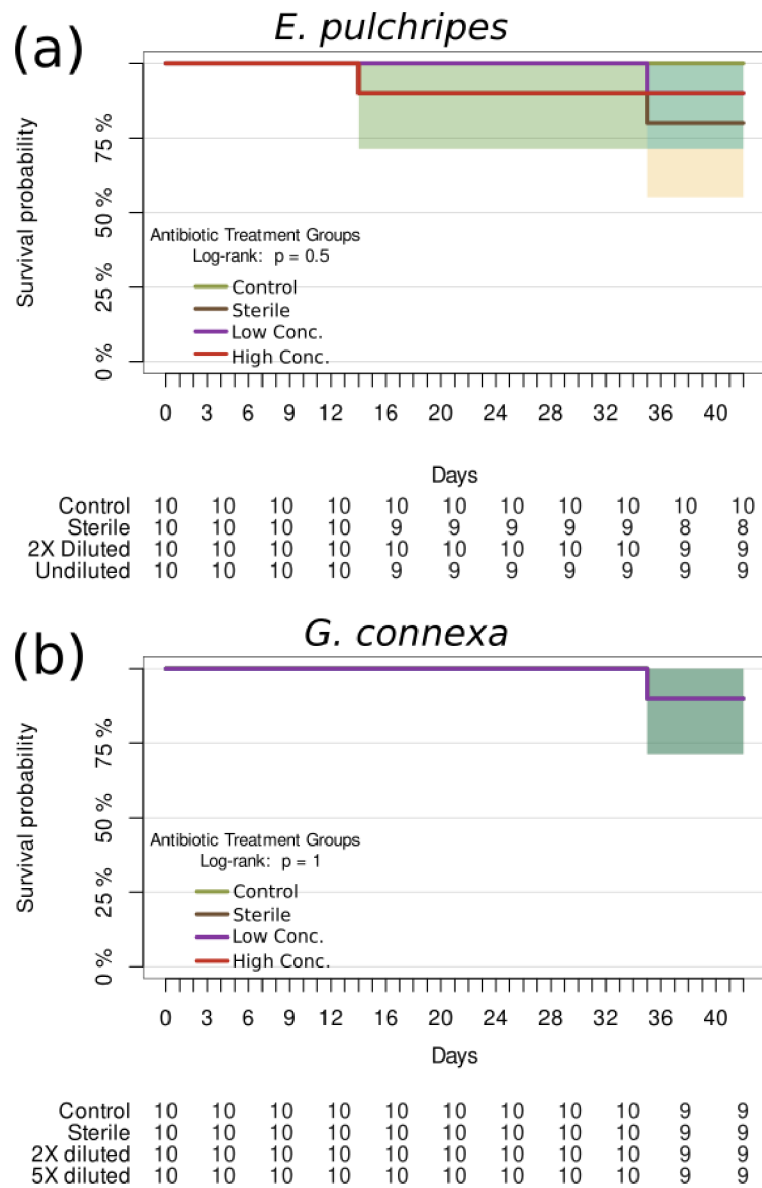 (a) E. pulchripes
Survival probability
75 %
50 %
25 %
0 %
Antibiotic Treatment Groups
Log-rank: p = 0.5
Control
Sterile
Low Conc.
High Conc.
0 3 6 9 12 16 20 24 28 32 36 40
Days
Control 10 10 10 10 10 10 10 10 10 10 10
Sterile 10 10 10 10 9 9 9 9 9 8 8
2X Diluted 10 10 10 10 10 10 10 10 10 9 9
Undiluted 10 10 10 10 9 9 9 9 9 9 9
(b) G. connexa
Survival probability
75 %
50 %
25 %
0 %
Antibiotic Treatment Groups
Log-rank: p = 1
Control
Sterile
Low Conc.
High Conc.
0 3 6 9 12 16 20 24 28 32 36 40
Days
Control 10 10 10 10 10 10 10 10 10 9 9
Sterile 10 10 10 10 10 10 10 10 10 9 9
2X diluted 10 10 10 10 10 10 10 10 10 9 9
5X diluted 10 10 10 10 10 10 10 10 10 9 9